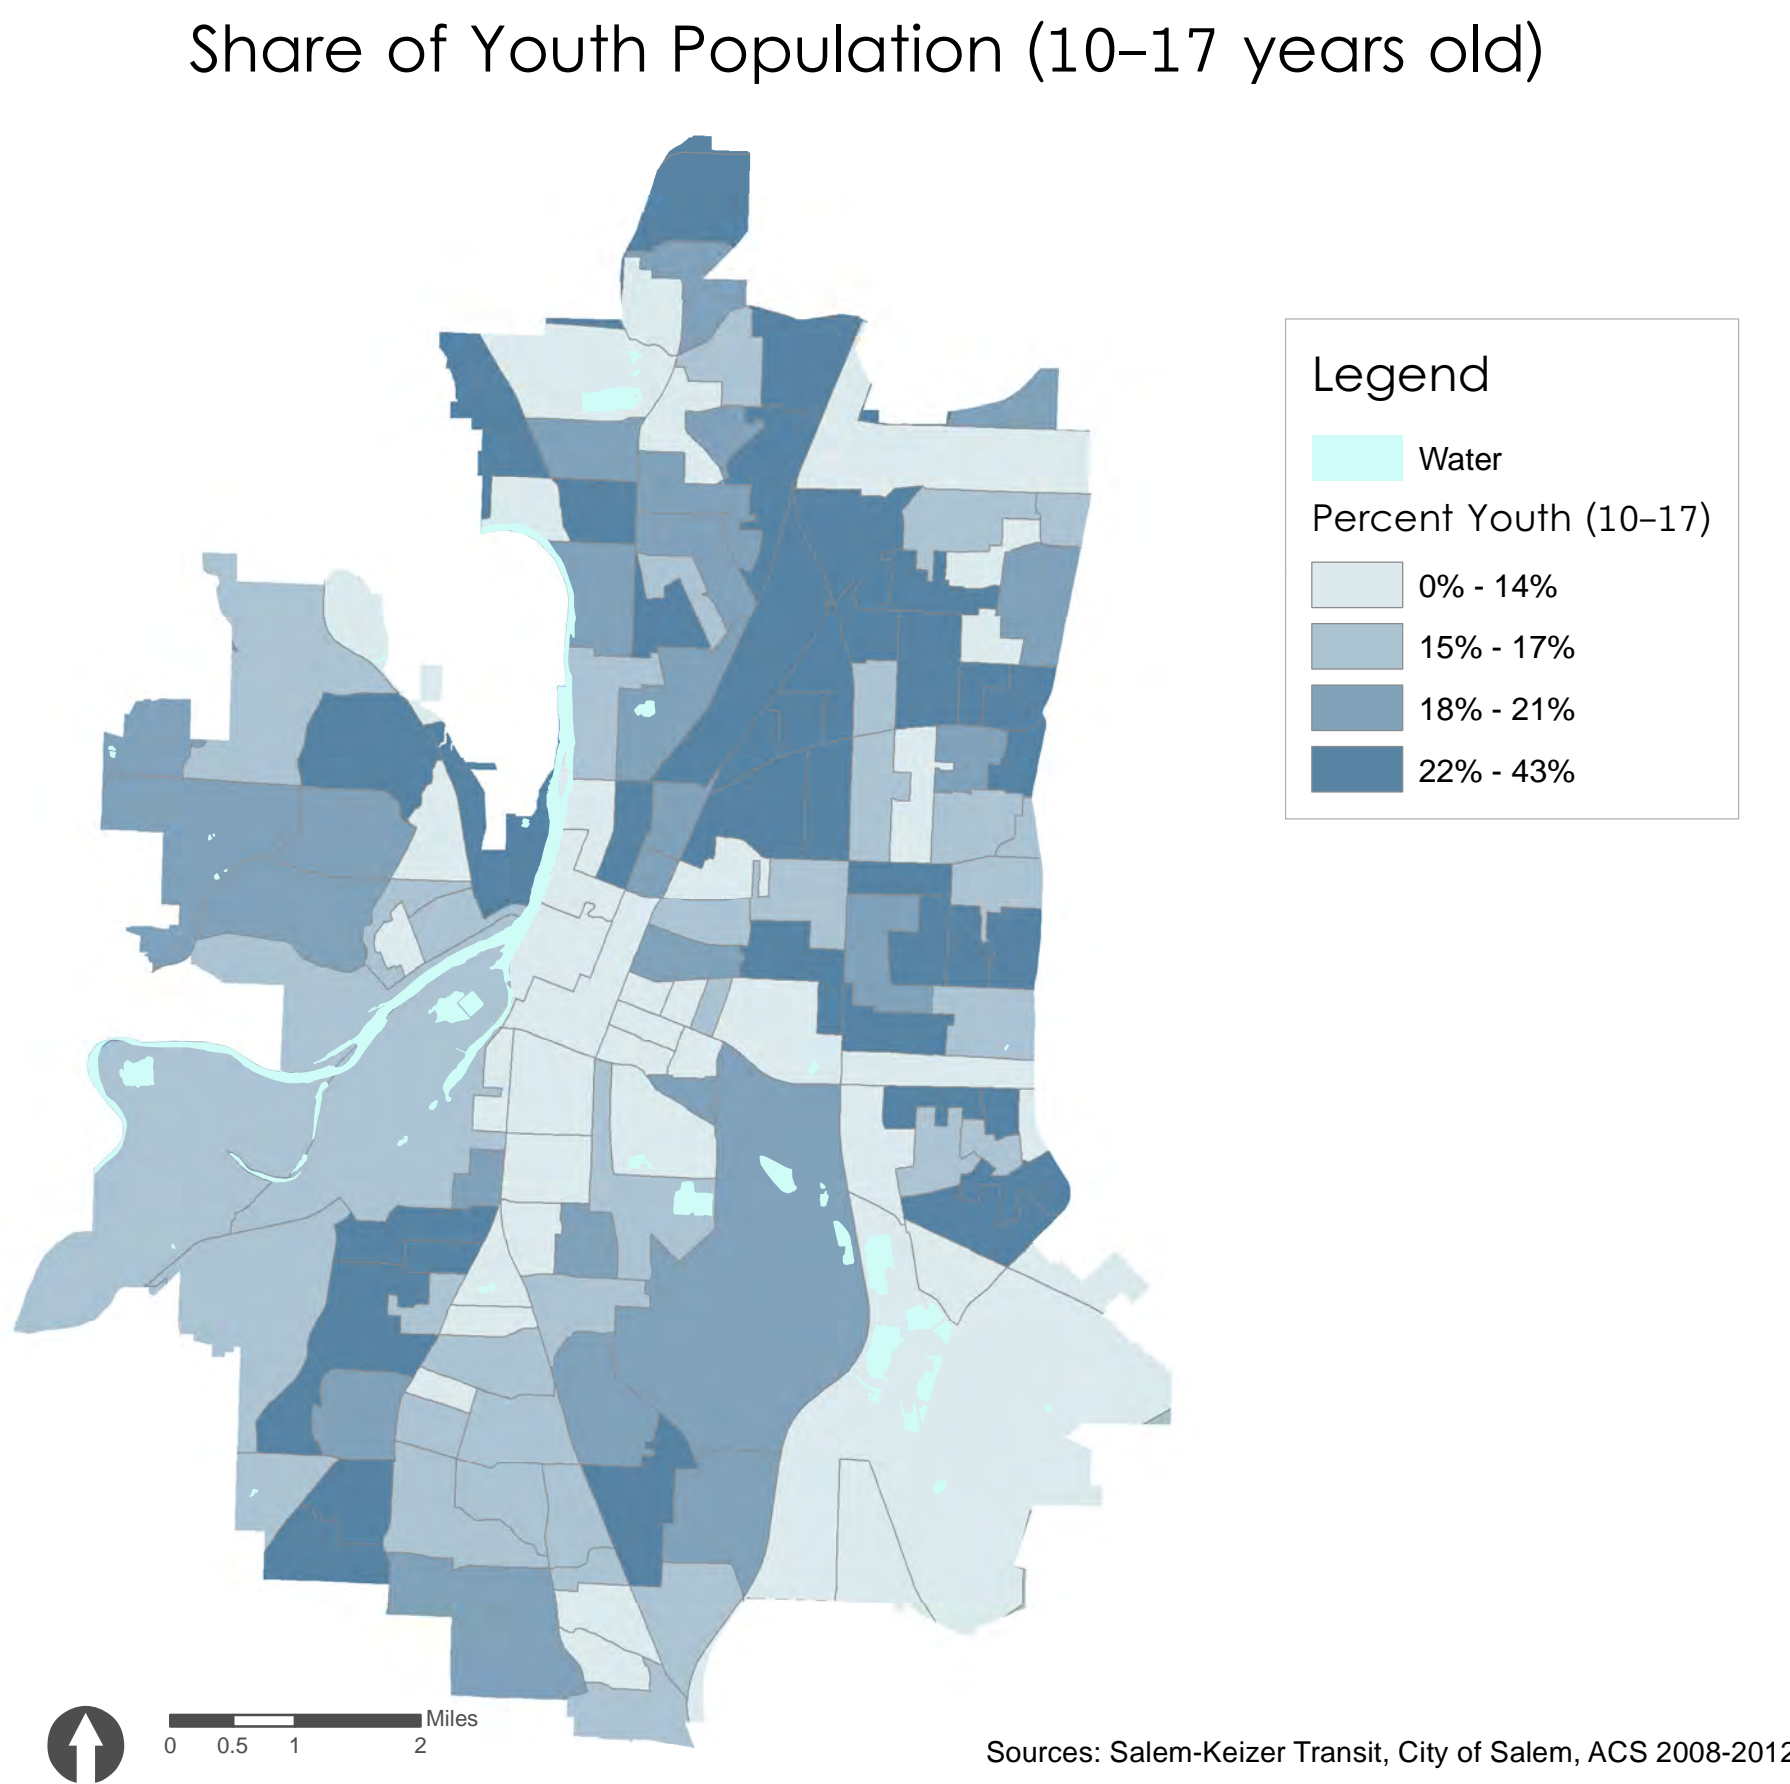 Share of Youth Population (10–17 years old)
Legend
Water
Percent Youth (10–17)
0% - 14%
15% - 17%
18% - 21%
22% - 43%
Miles
0 0.5 1 2
Sources: Salem-Keizer Transit, City of Salem, ACS 2008-2012